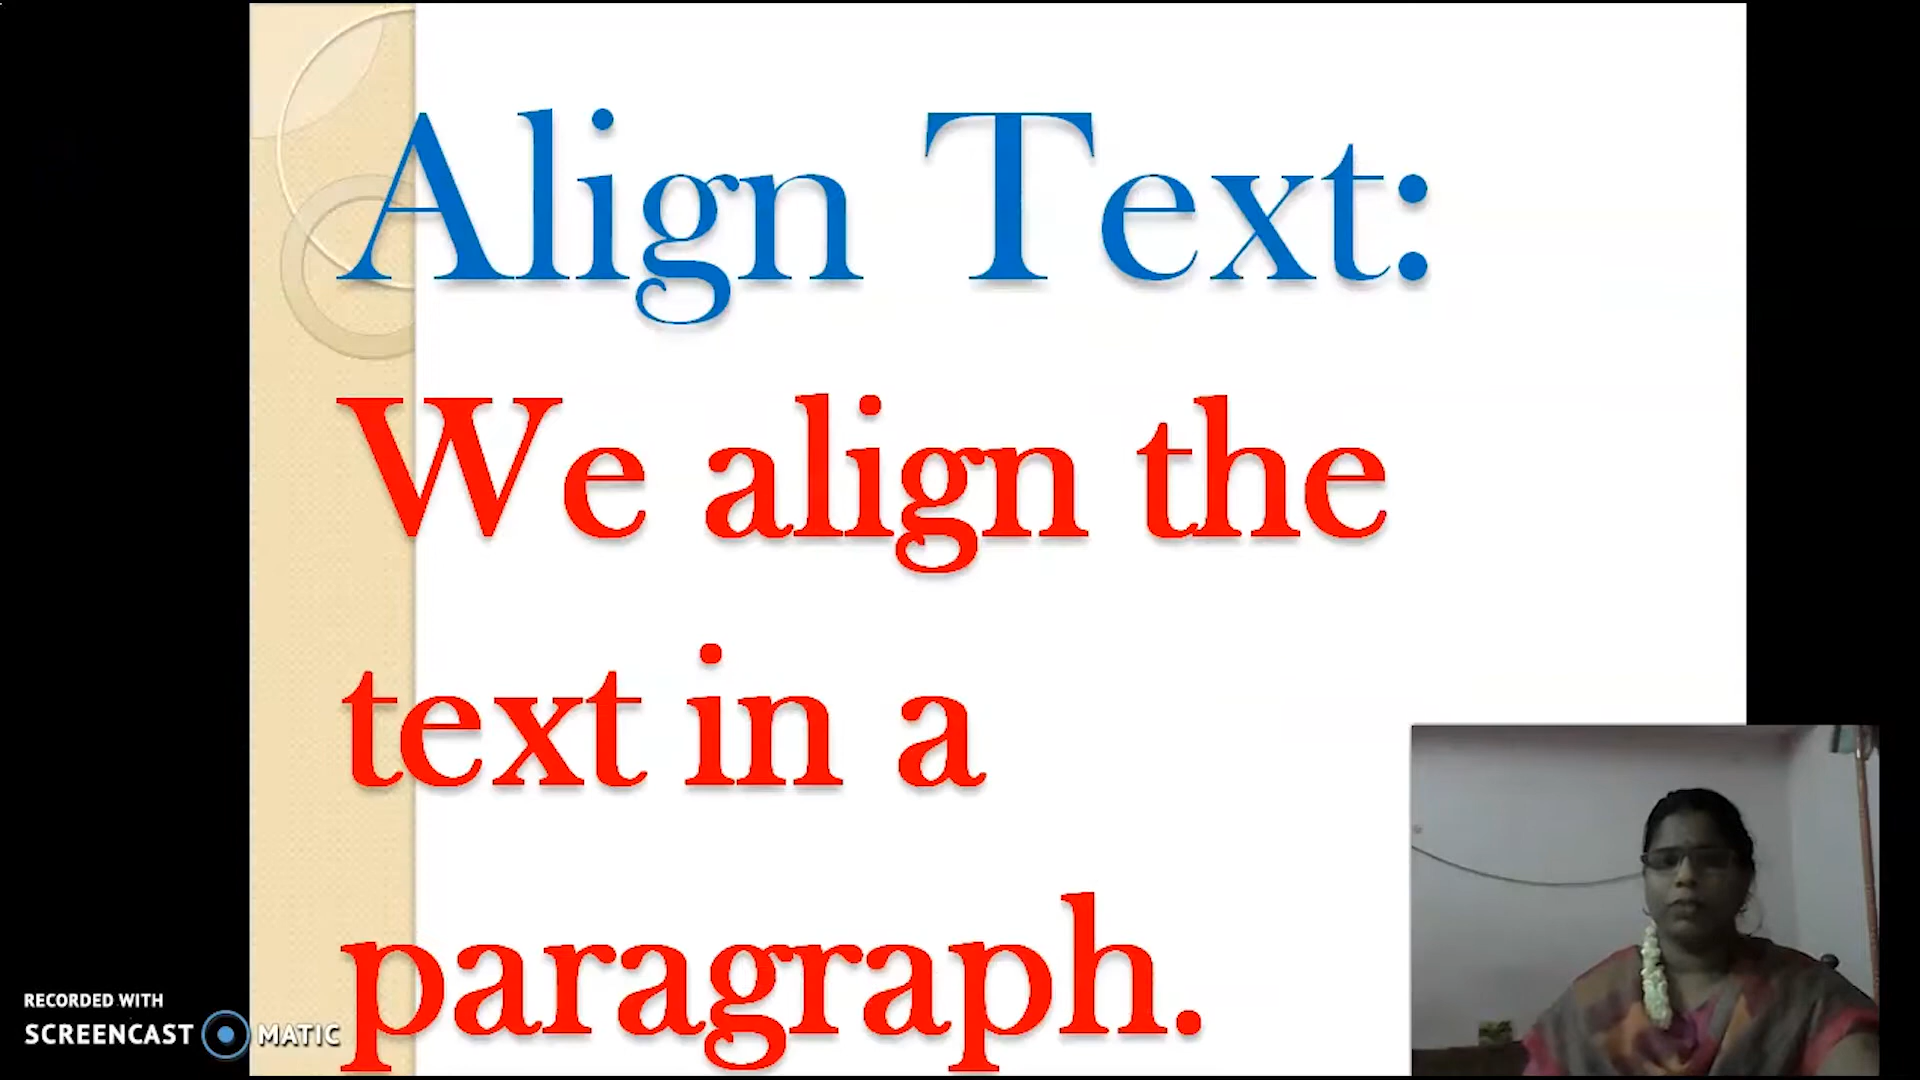 Align Text:
We align the
text in a
paragraph.
RECORDED WITH
SCREENCAST MATIC